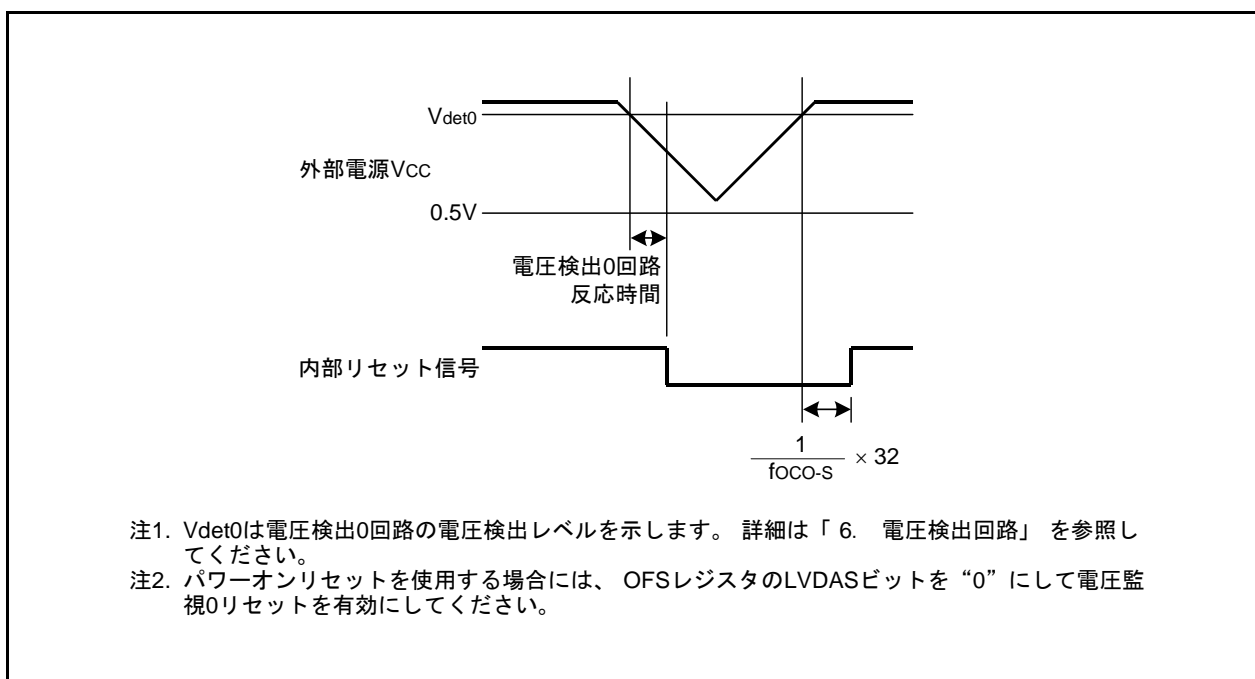 Vdet0
外部電源VCC
0.5V
電圧検出0回路
反応時間
内部リセット信号
1
fOCO-S
× 32
注1. Vdet0は電圧検出0回路の電圧検出レベルを示します。 詳細は「 6. 電圧検出回路」 を参照し
てください。
注2. パワーオンリセットを使用する場合には、 OFSレジスタのLVDASビットを“0”にして電圧監
視0リセットを有効にしてください。